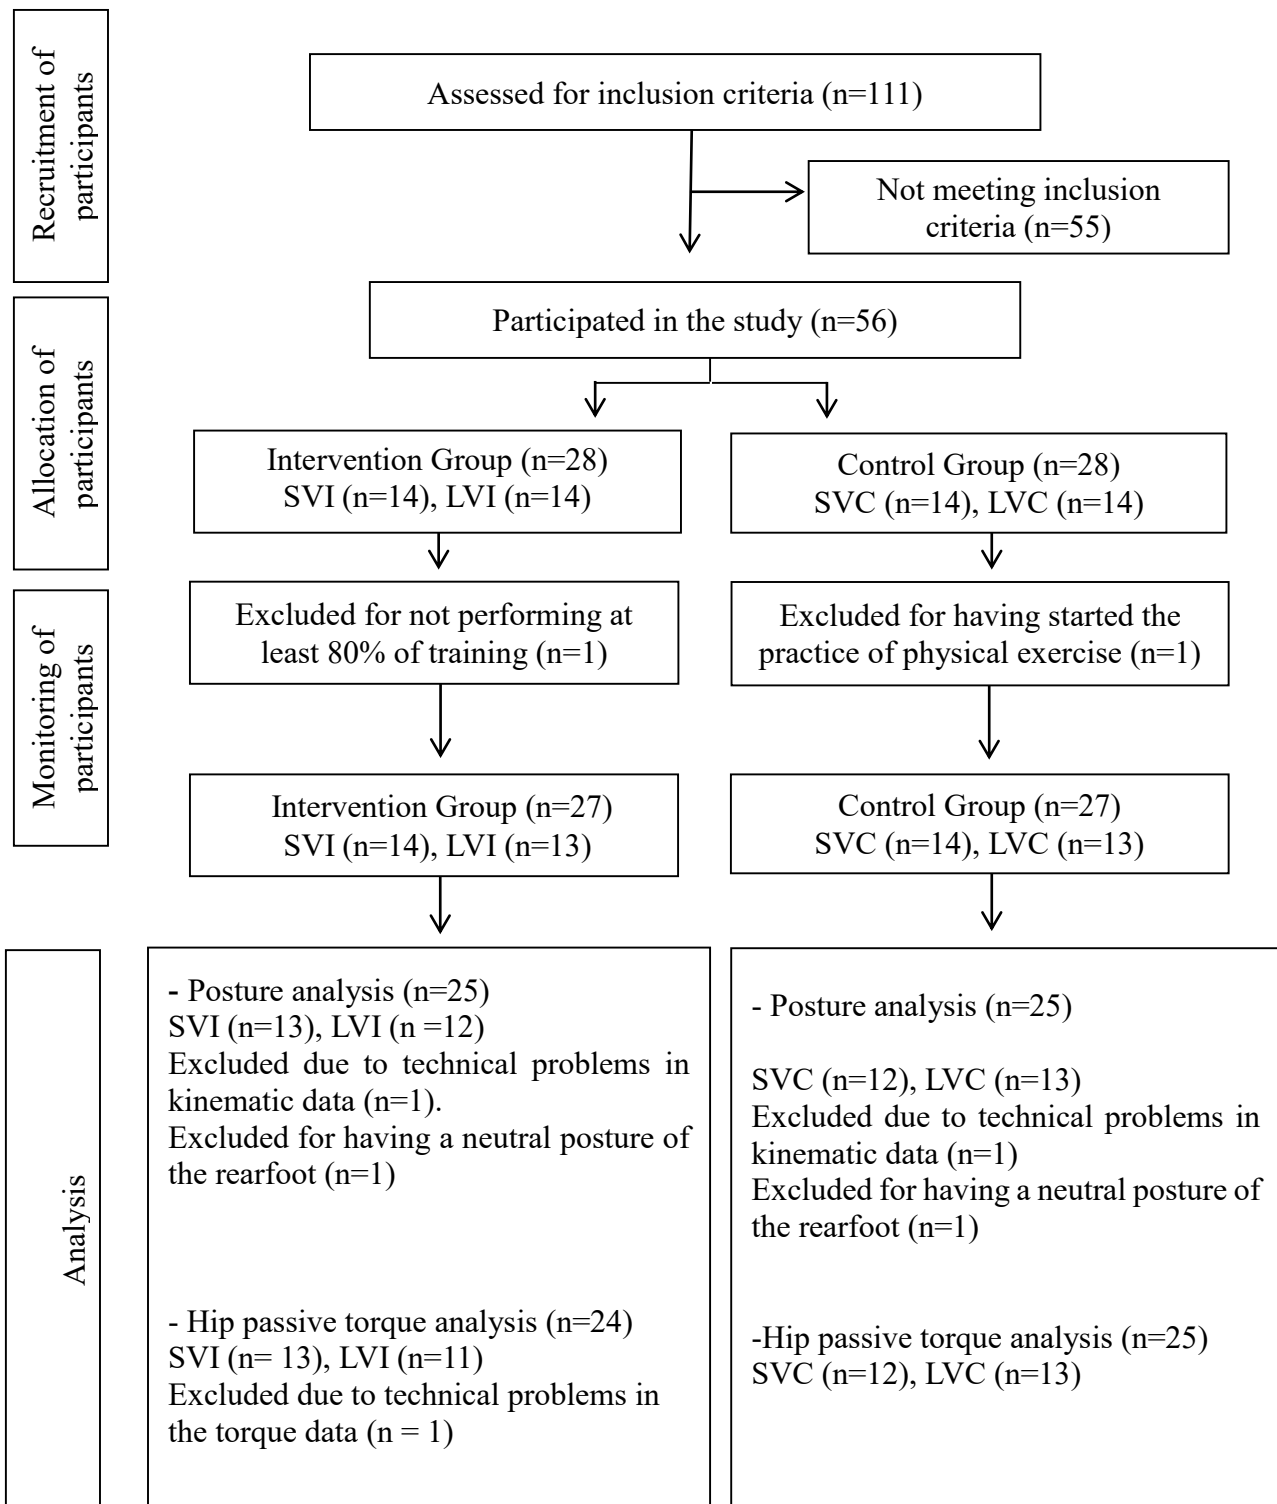 Recruitment of
participants
Assessed for inclusion criteria (n=111)
Not meeting inclusion
criteria (n=55)
Allocation of
participants
Participated in the study (n=56)
Intervention Group (n=28)
SVI (n=14), LVI (n=14)
Control Group (n=28)
SVC (n=14), LVC (n=14)
Monitoring of
participants
Excluded for not performing at
least 80% of training (n=1)
Excluded for having started the
practice of physical exercise (n=1)
Intervention Group (n=27)
SVI (n=14), LVI (n=13)
Control Group (n=27)
SVC (n=14), LVC (n=13)
Analysis
- Posture analysis (n=25)
SVI (n=13), LVI (n =12)
Excluded due to technical problems in
kinematic data (n=1).
Excluded for having a neutral posture of
the rearfoot (n=1)
- Hip passive torque analysis (n=24)
SVI (n= 13), LVI (n=11)
Excluded due to technical problems in
the torque data (n = 1)
- Posture analysis (n=25)
SVC (n=12), LVC (n=13)
Excluded due to technical problems in
kinematic data (n=1)
Excluded for having a neutral posture of
the rearfoot (n=1)
-Hip passive torque analysis (n=25)
SVC (n=12), LVC (n=13)